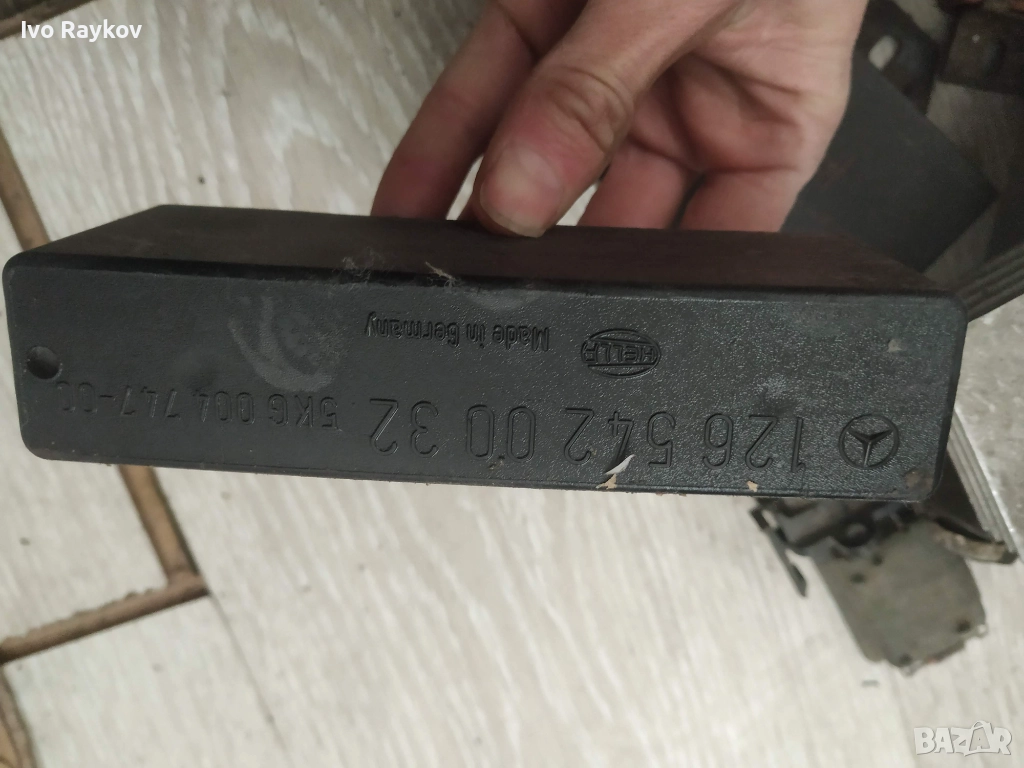 Ivo Raykov
126 542 00 32 5KG 004 747-00
HELLA Made in Germany
BAZAR